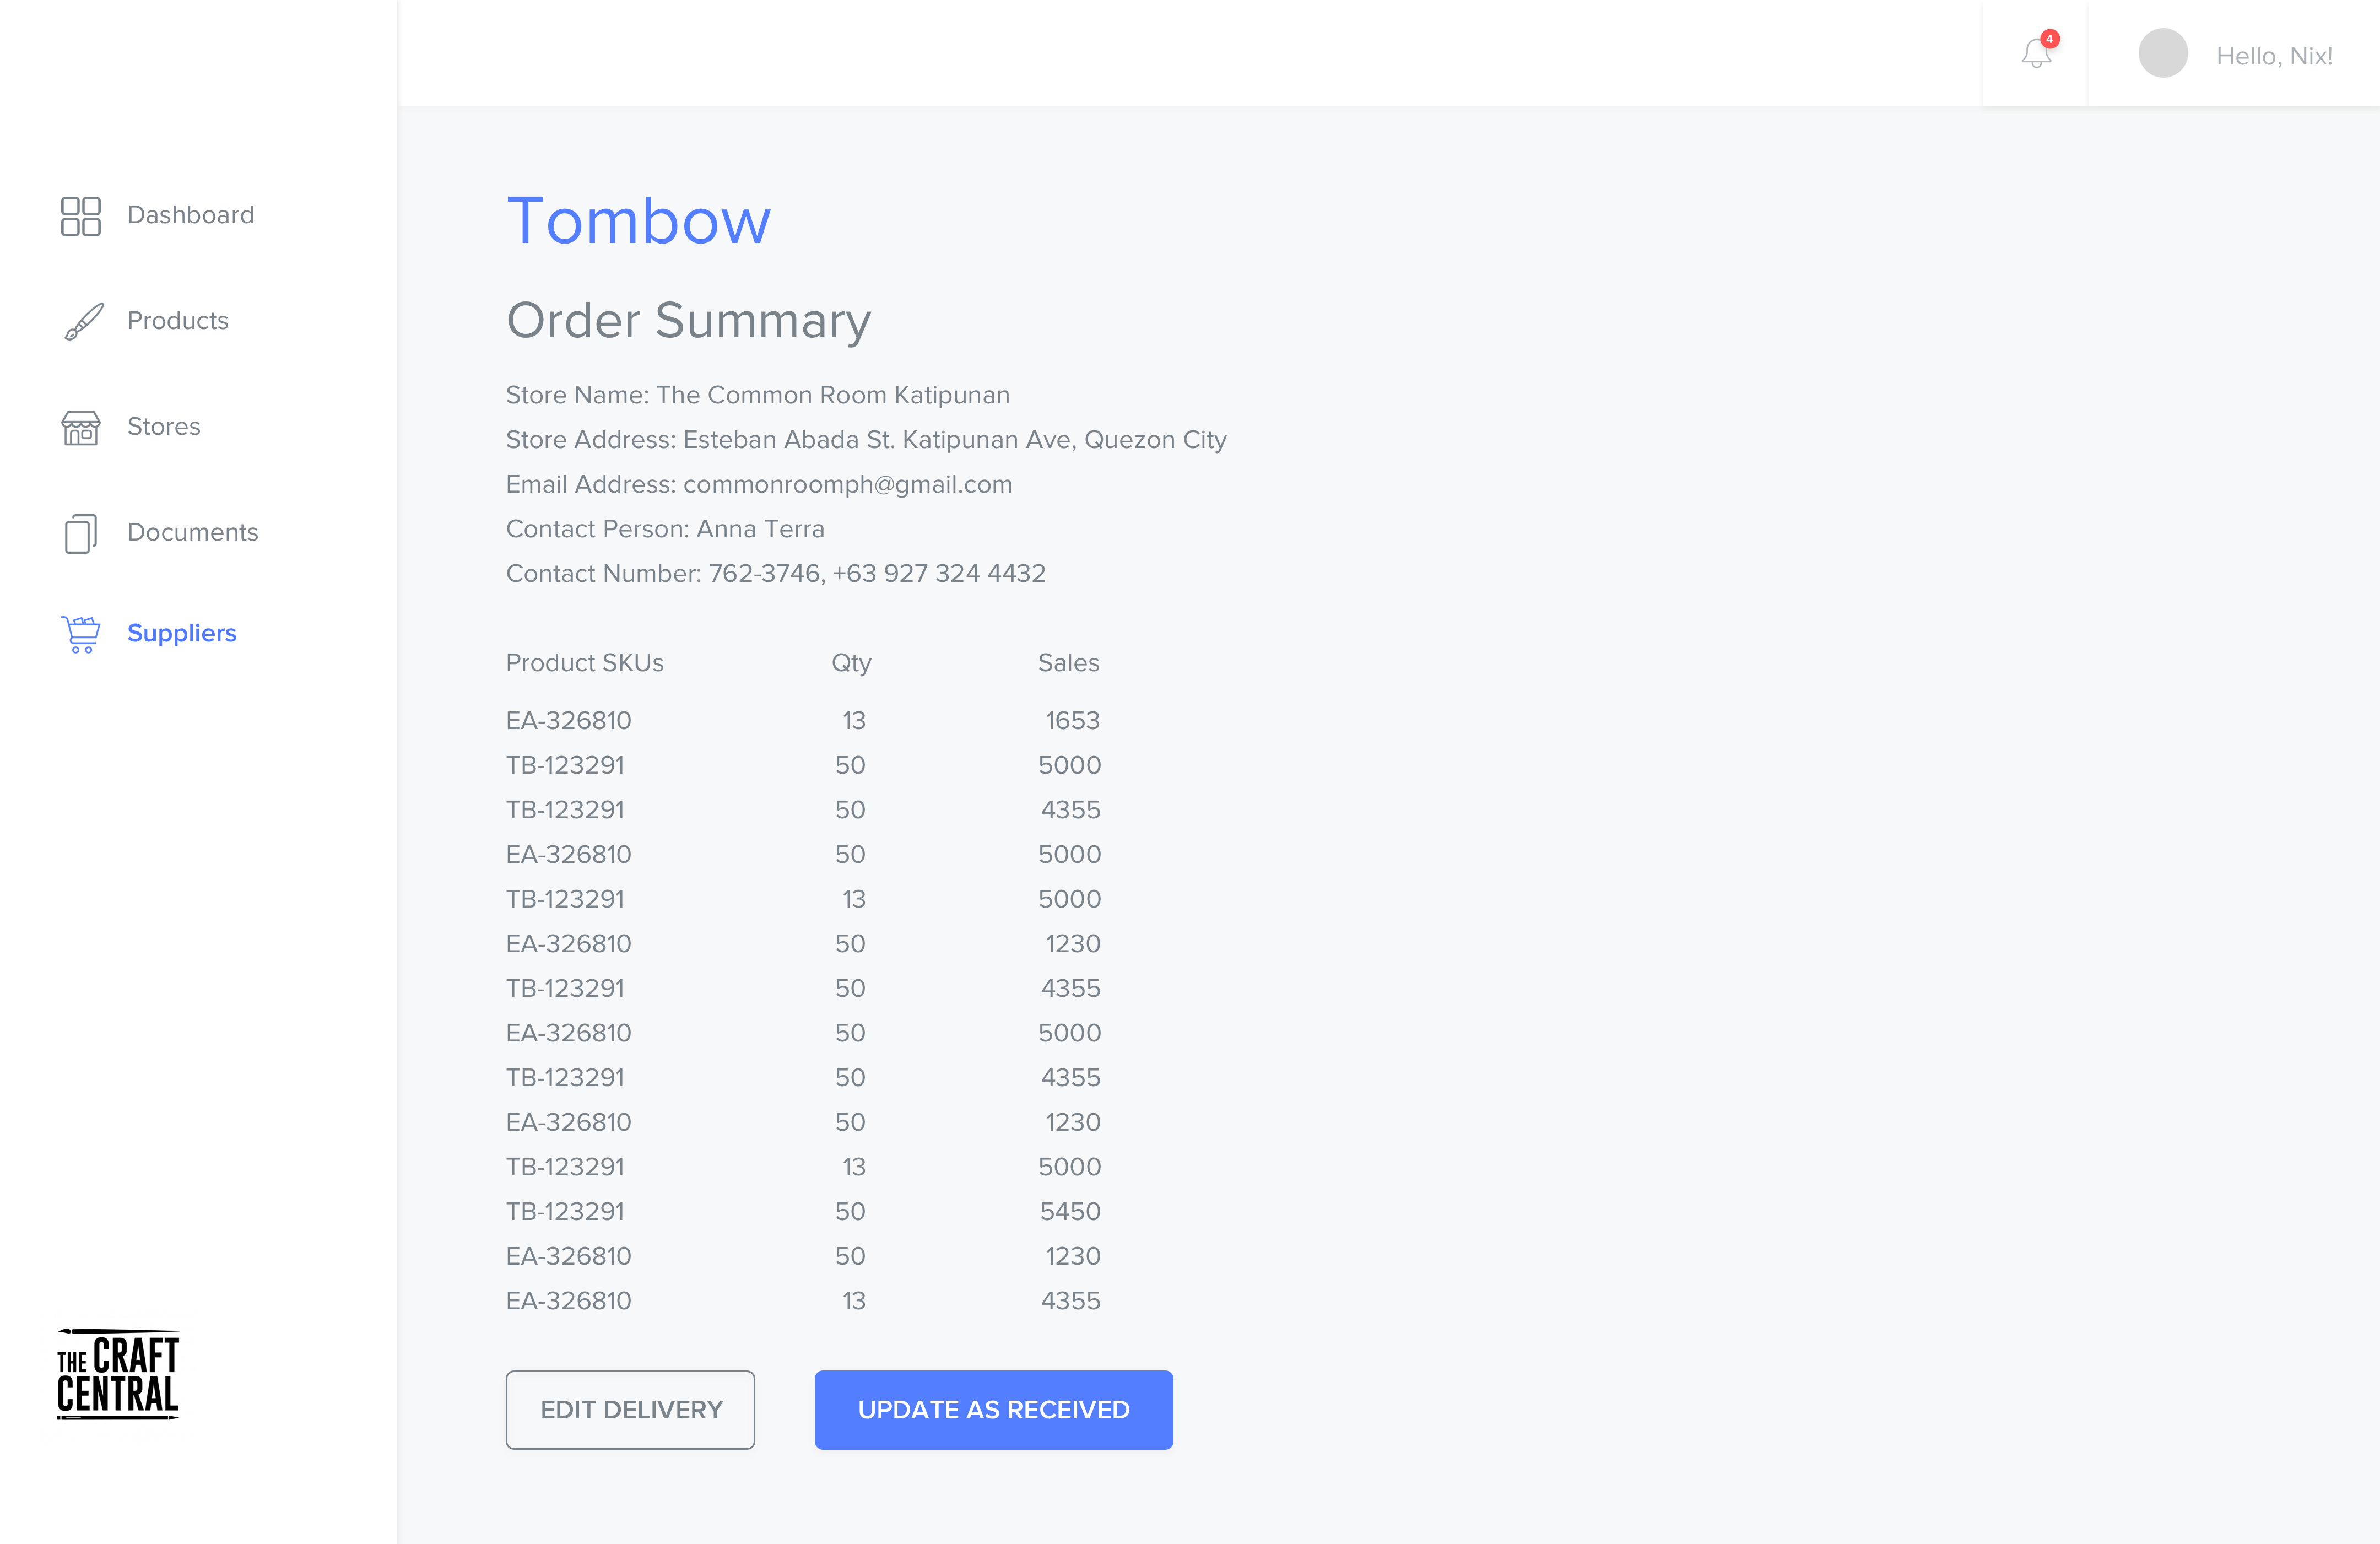 4
Hello, Nix!
Dashboard
Products
Stores
Documents
Suppliers
THE CRAFT
CENTRAL
Tombow
Order Summary
Store Name: The Common Room Katipunan
Store Address: Esteban Abada St. Katipunan Ave, Quezon City
Email Address: commonroomph@gmail.com
Contact Person: Anna Terra
Contact Number: 762-3746, +63 927 324 4432
Product SKUs Qty Sales
EA-326810 13 1653
TB-123291 50 5000
TB-123291 50 4355
EA-326810 50 5000
TB-123291 13 5000
EA-326810 50 1230
TB-123291 50 4355
EA-326810 50 5000
TB-123291 50 4355
EA-326810 50 1230
TB-123291 13 5000
TB-123291 50 5450
EA-326810 50 1230
EA-326810 13 4355
EDIT DELIVERY
UPDATE AS RECEIVED